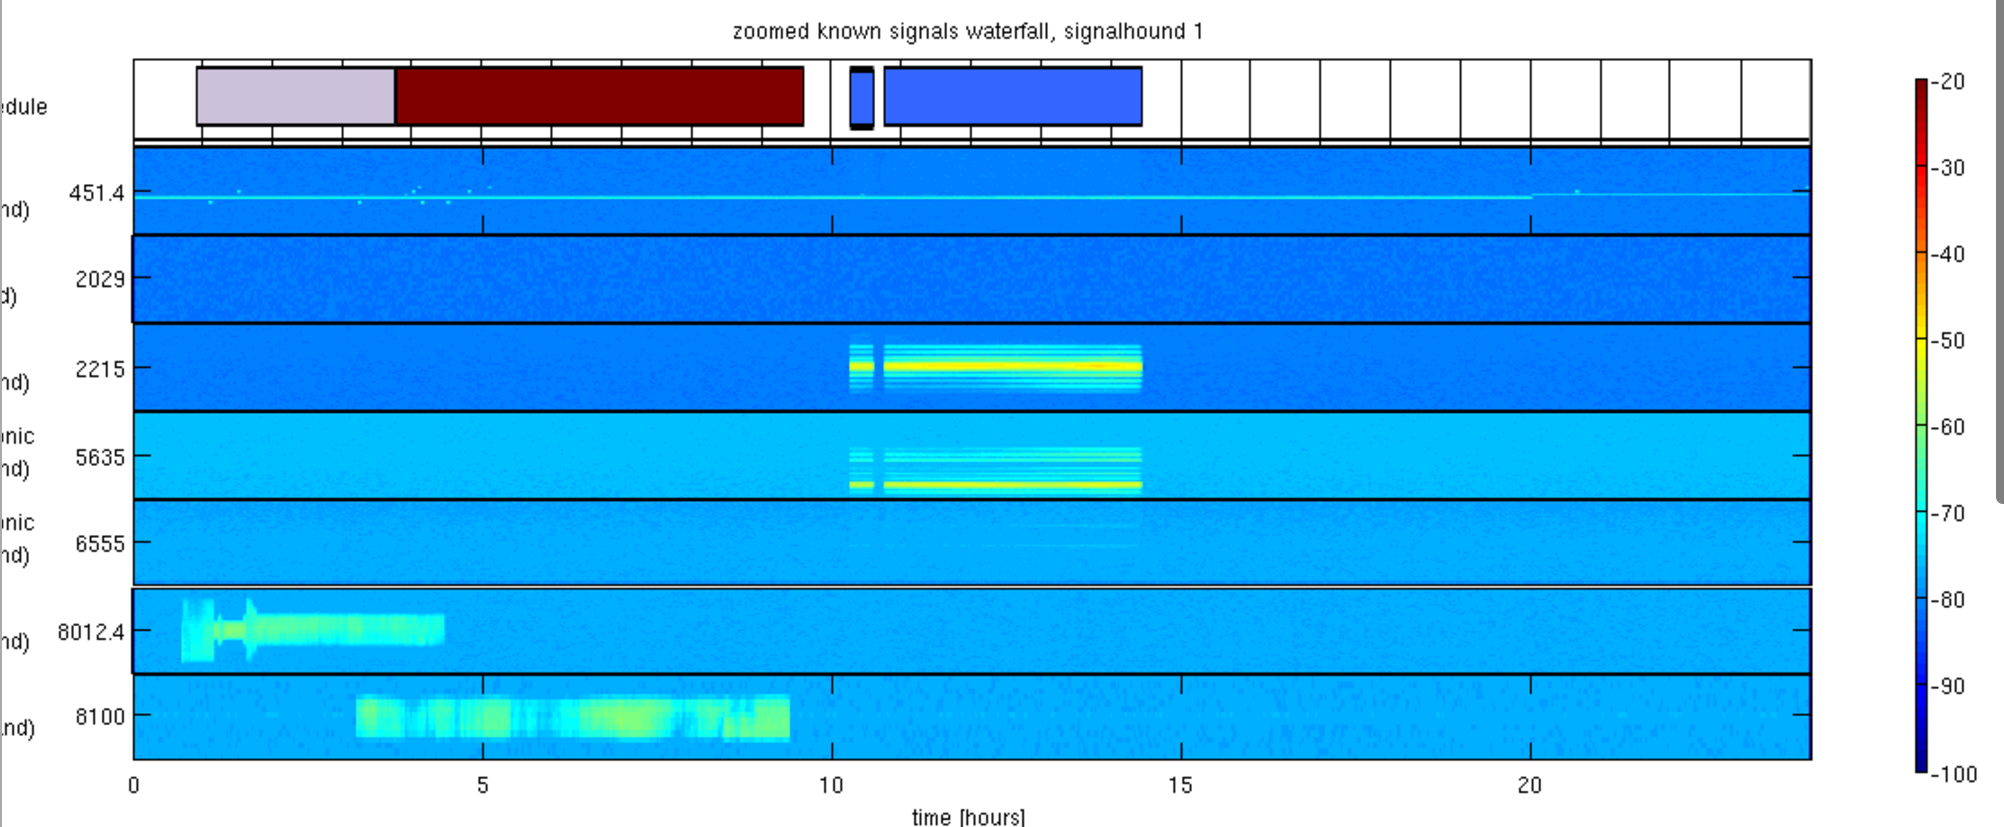 zoomed known signals waterfall, signalhound 1
edule
451.4
nd)
2029
d)
2215
nd)
onic
5635
nd)
onic
6555
nd)
8012.4
nd)
8100
nd)
0 5 10 15 20
time [hours]
-20
-30
-40
-50
-60
-70
-80
-90
-100